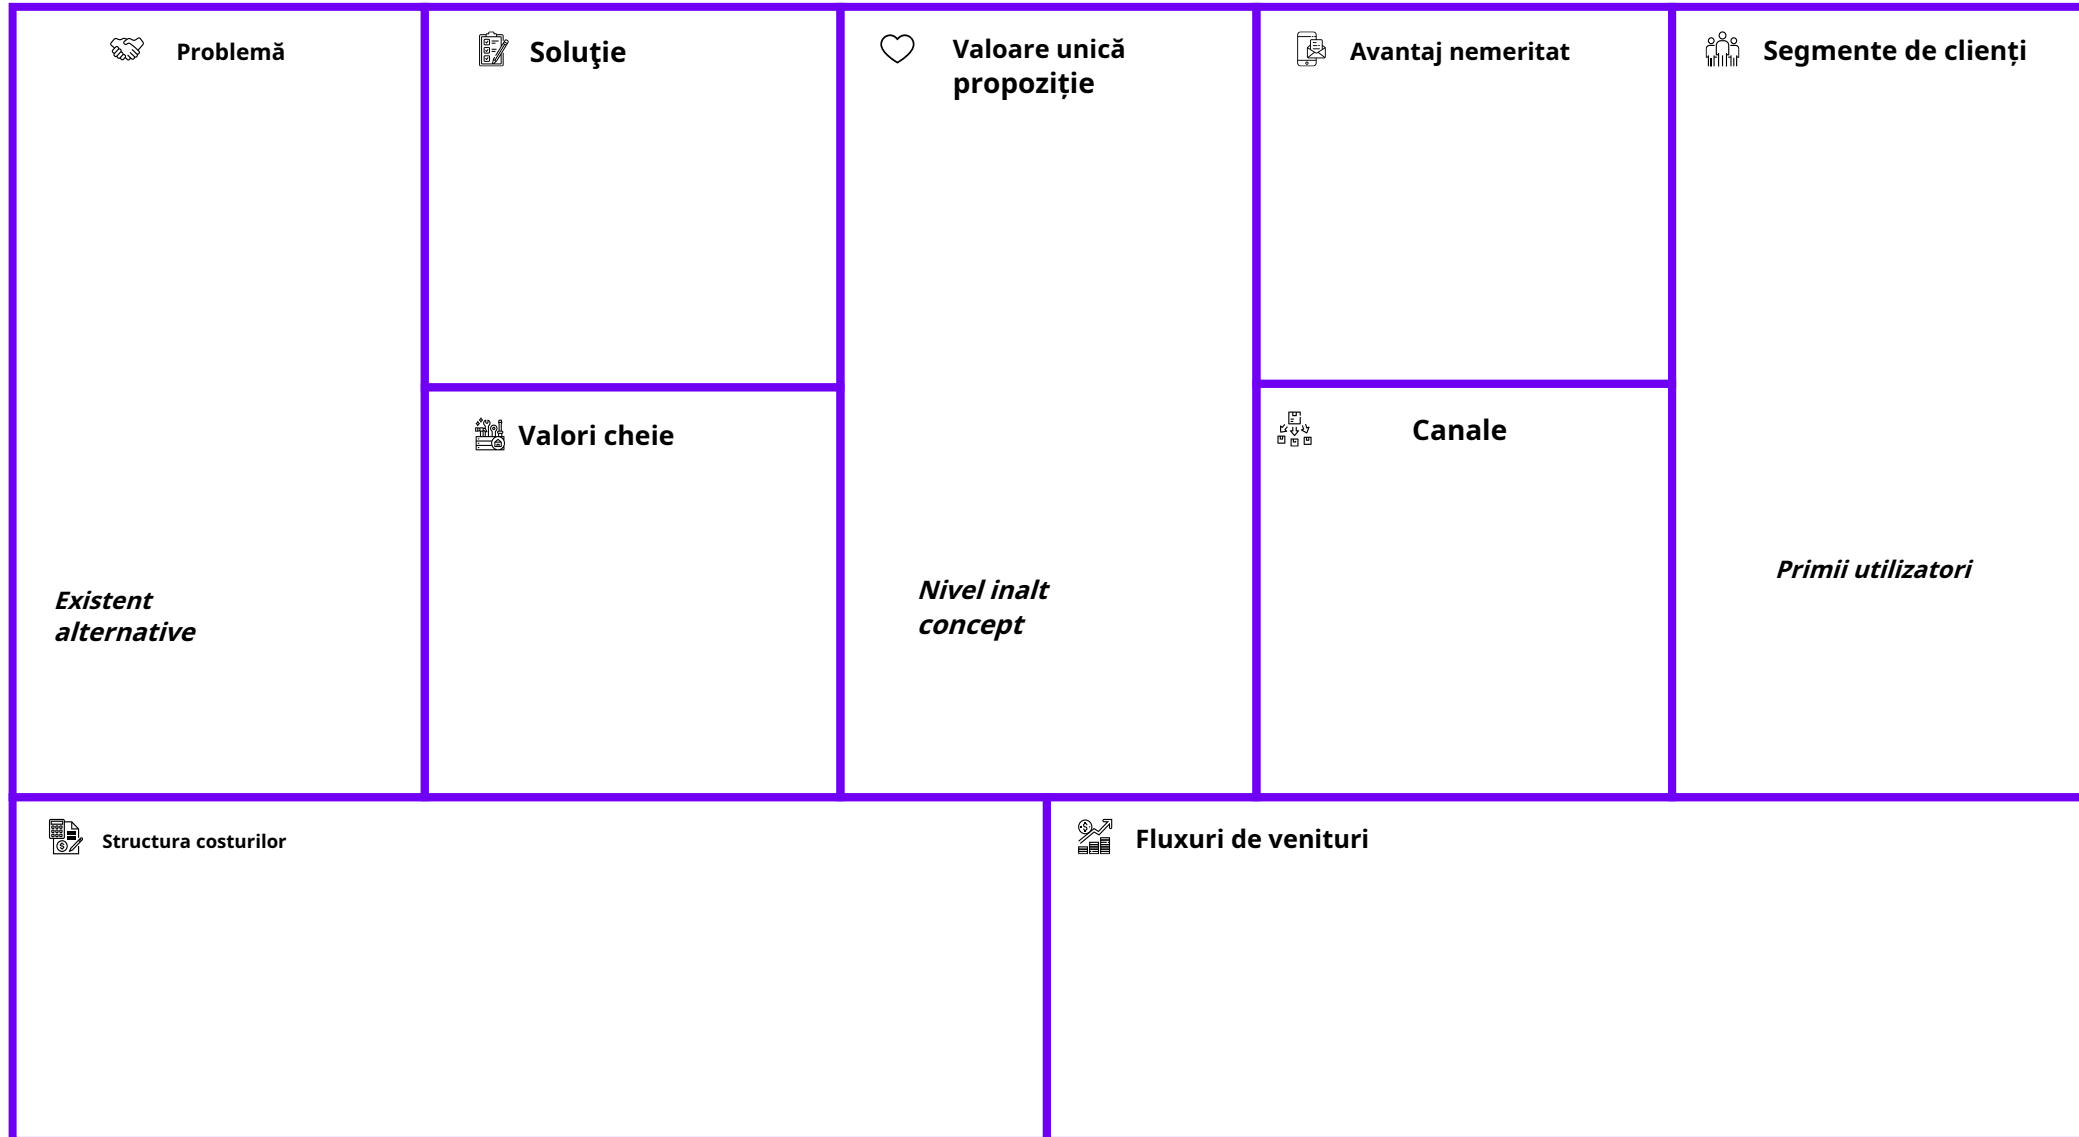 Problemă
Existent
alternative
Soluţie
Valori cheie
Valoare unică
propoziție
Nivel inalt
concept
Avantaj nemeritat
Canale
Segmente de clienți
Primii utilizatori
Structura costurilor
Fluxuri de venituri